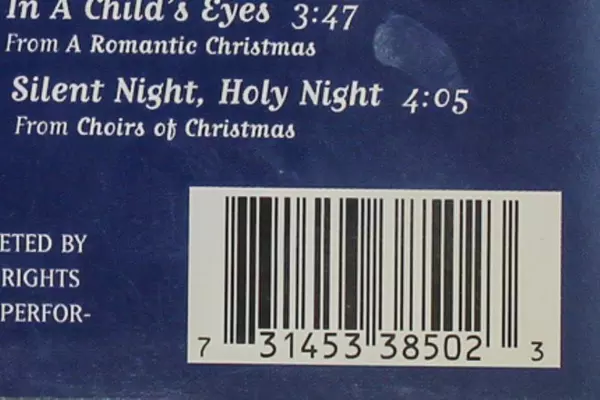 In A Child's Eyes 3:47
From A Romantic Christmas
Silent Night, Holy Night 4:05
From Choirs of Christmas
ETED BY
RIGHTS
PERFOR-
7 31453 38502 3